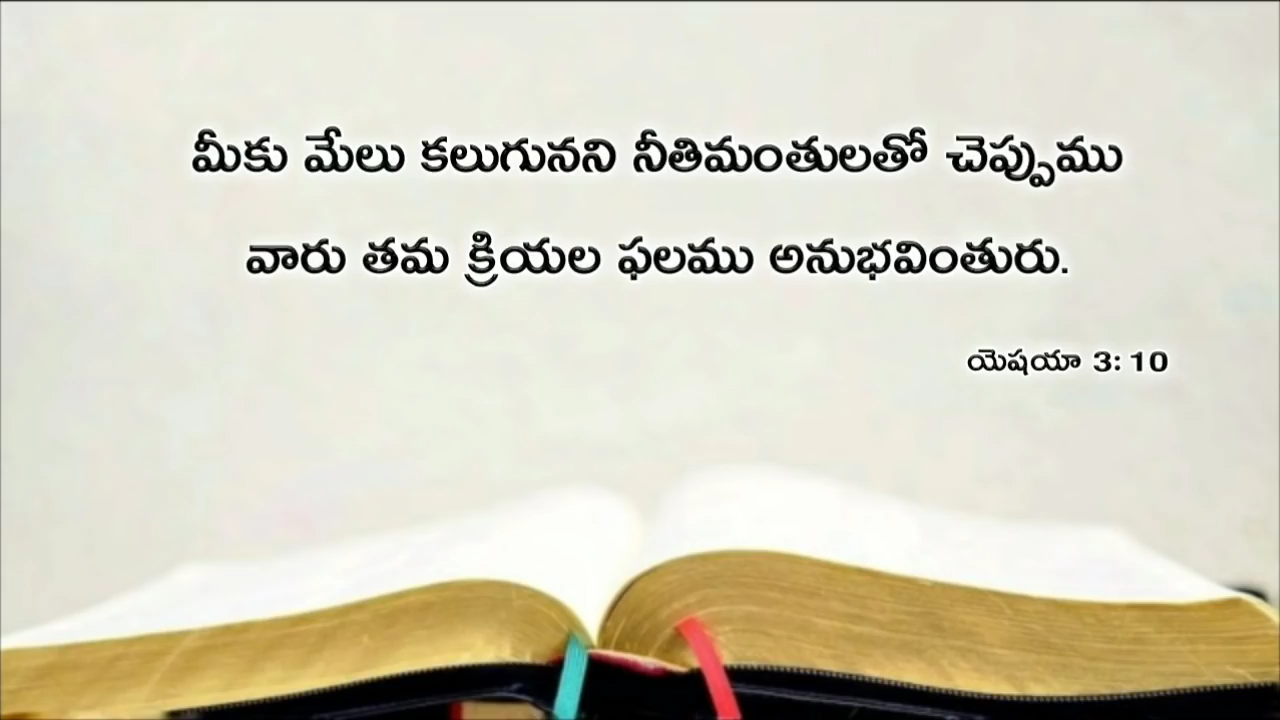 మీకు మేలు కలుగునని నీతిమంతులతో చెప్పుము
వారు తమ క్రియల ఫలము అనుభవింతురు.
యెషయా 3: 10